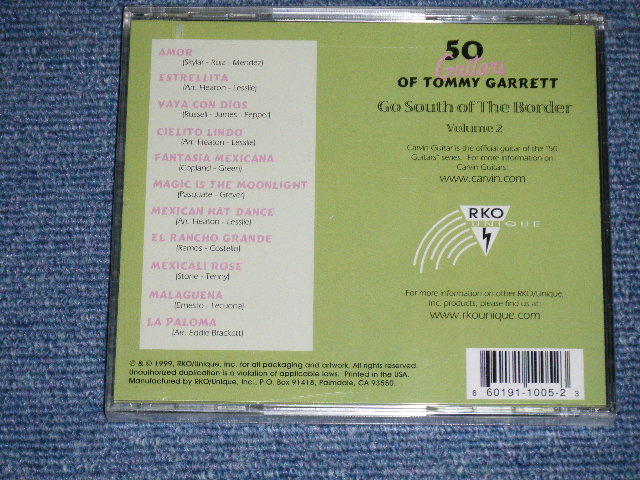 AMOR
(Skylar - Ruiz - Mendez)
ESTRELLITA
(Arr. Heaton - Leslie)
VAYA CON DIOS
(Russell - James - Pepper)
CIELITO LINDO
(Arr. Heaton - Leslie)
FANTASIA MEXICANA
(Copland - Green)
MAGIC IS THE MOONLIGHT
(Pasquate - Grever)
MEXICAN HAT DANCE
(Arr. Heaton - Leslie)
EL RANCHO GRANDE
(Ramos - Costello)
MEXICALI ROSE
(Stone - Tenny)
MALAGUENA
(Ernesto - Lecuona)
LA PALOMA
(Arr. Eddie Brackett)
50
Guitars
OF TOMMY GARRETT
Go South of The Border
Volume 2
Carvin Guitar is the official guitar of the "50
Guitars" series. For more information on
Carvin Guitars:
www.carvin.com
RKO
UNIQUE
For more information on other RKO/Unique,
Inc. products, please find us at:
www.rkounique.com
℗ & © 1999, RKO/Unique, Inc. for all packaging and artwork. All rights reserved.
Unauthorized duplication is a violation of applicable laws. Printed in the USA.
Manufactured by RKO/Unique, Inc., P.O. Box 91418, Palmdale, CA 93550.
6 60191-1005-2 3